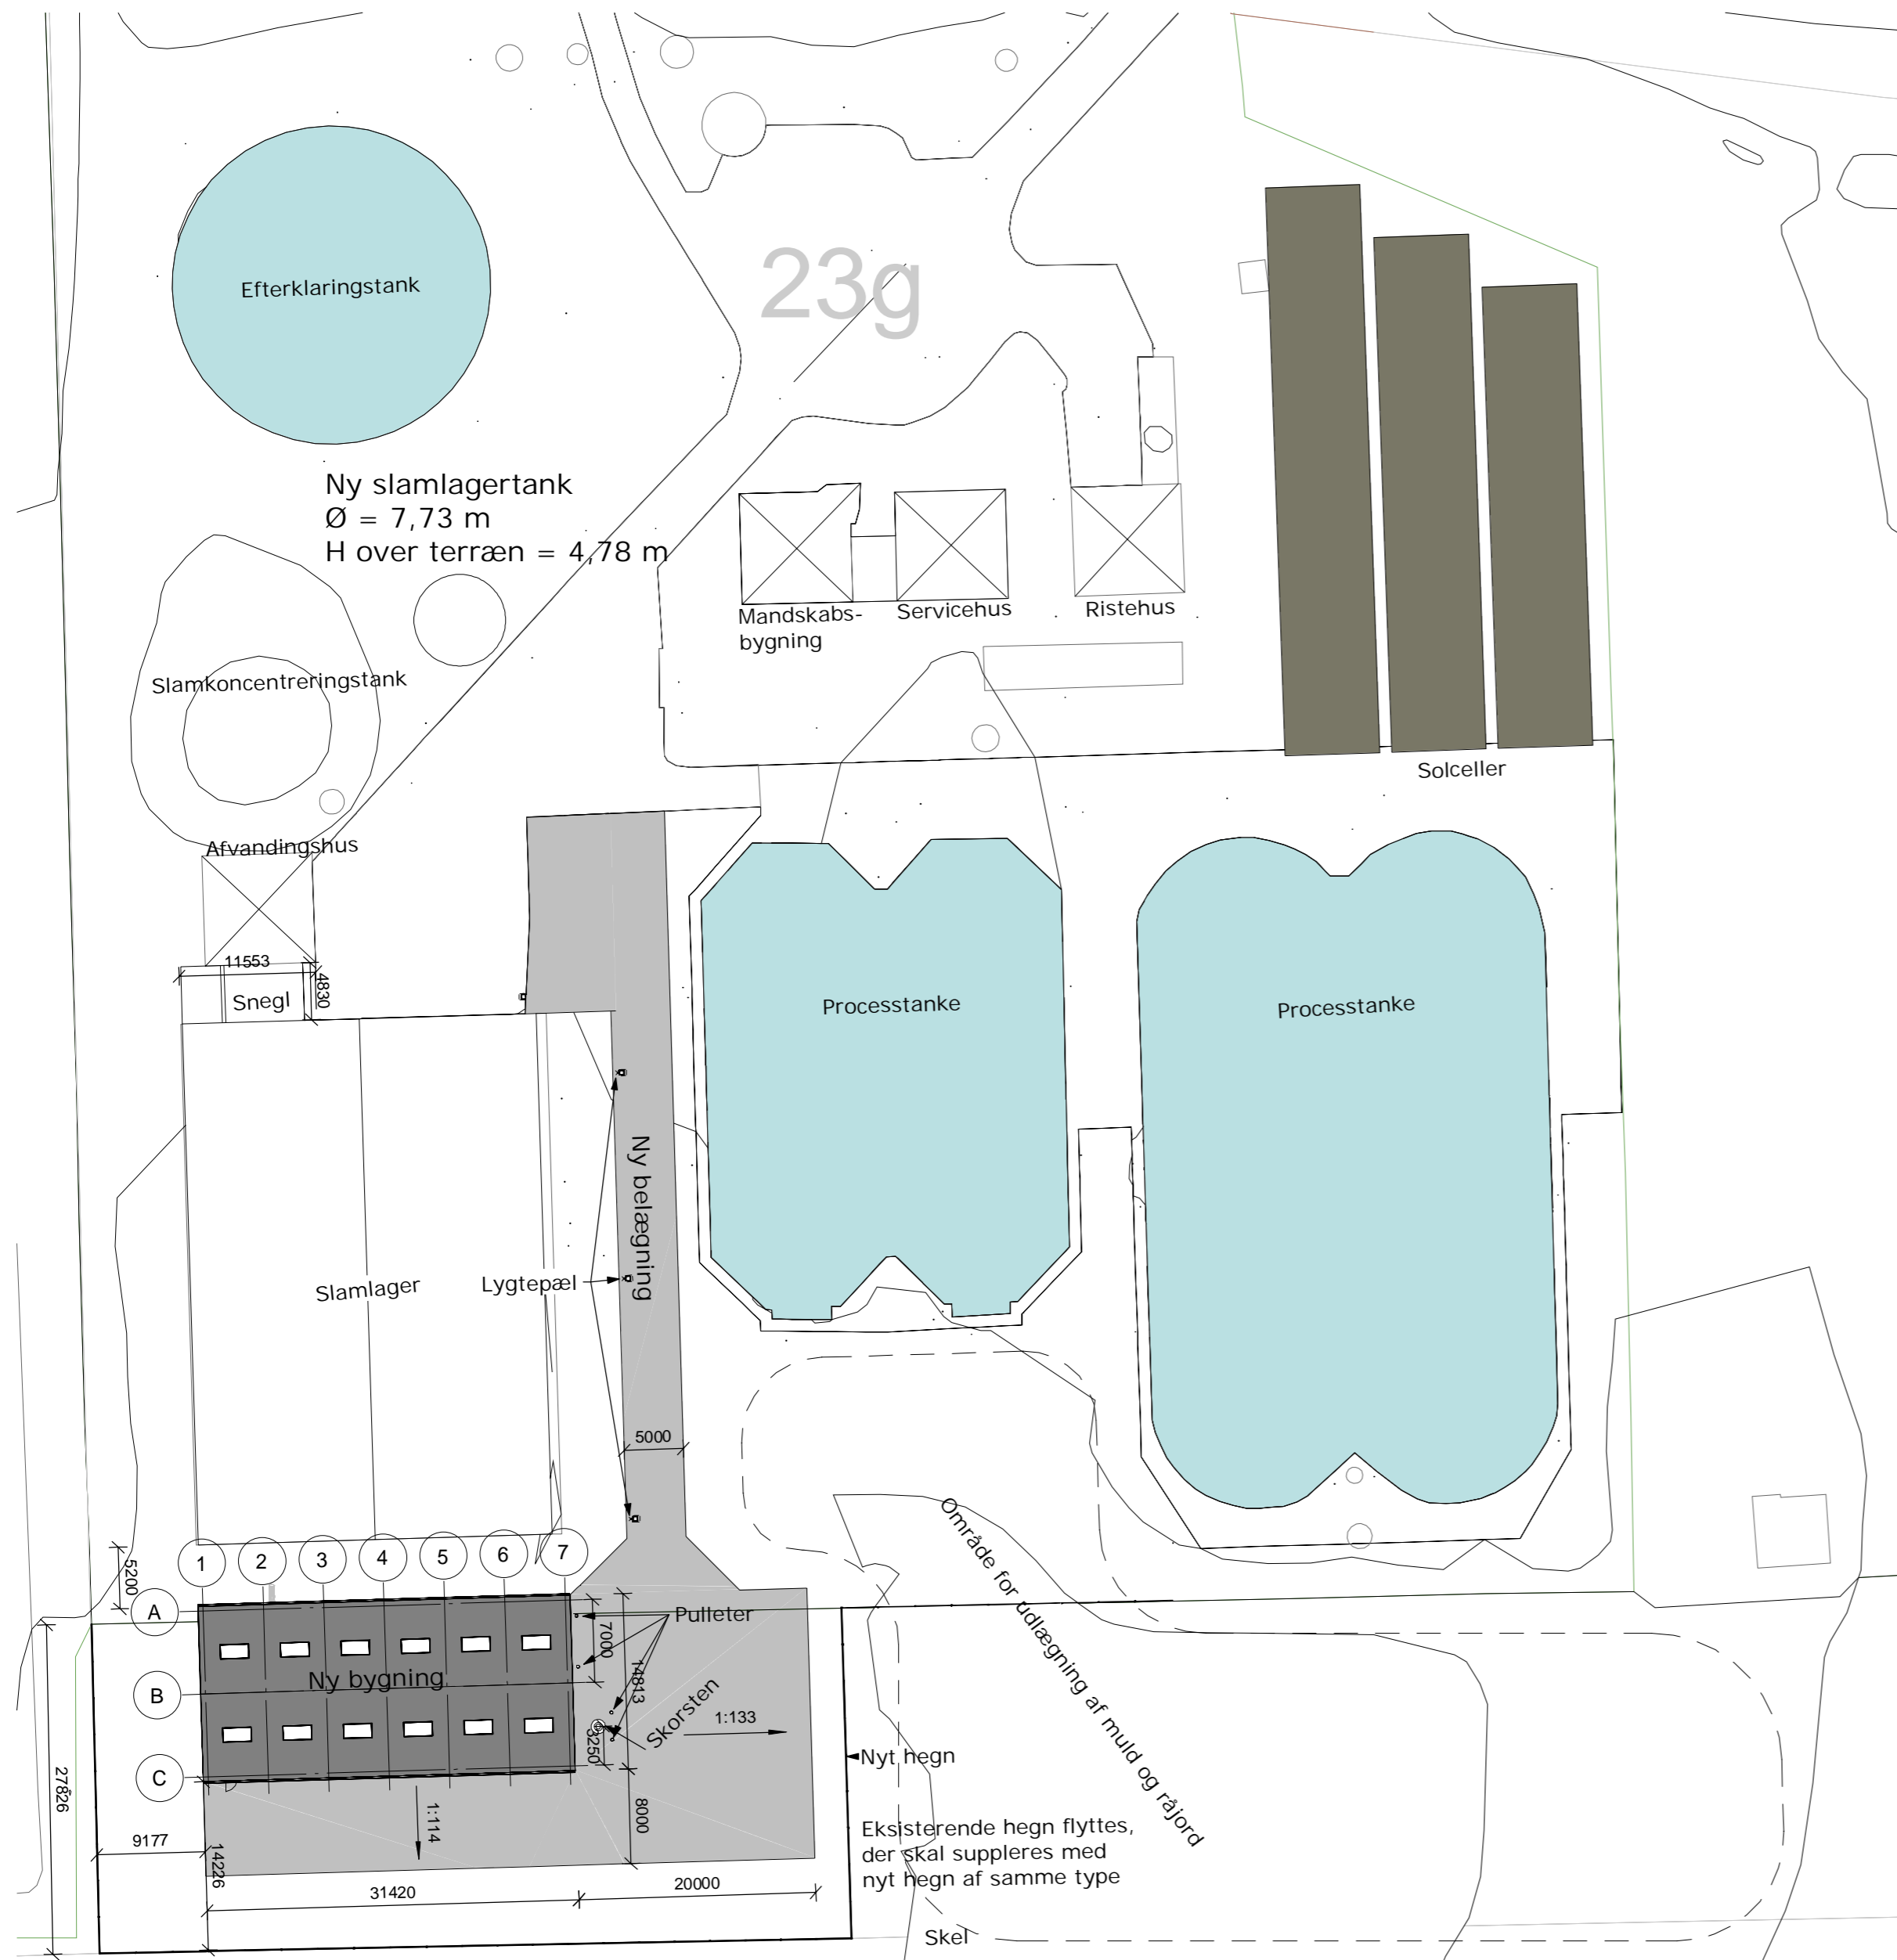 23g
Efterklaringstank
Ny slamlagertank
Ø = 7,73 m
H over terræn = 4,78 m
Mandskabs-
bygning
Servicehus
Ristehus
Slamkoncentreringstank
Solceller
Afvandingshus
11553
4830
Snegl
Processtanke
Processtanke
Ny belægning
Slamlager
Lygtepæl
5000
Område for udlægning af muld og råjord
1
2
3
4
5
6
7
5200
A
B
C
Pulleter
7000
14813
Ny bygning
Skorsten
3250
1:133
Nyt hegn
27826
1:114
8000
9177
14226
Eksisterende hegn flyttes,
der skal suppleres med
nyt hegn af samme type
31420
20000
Skel